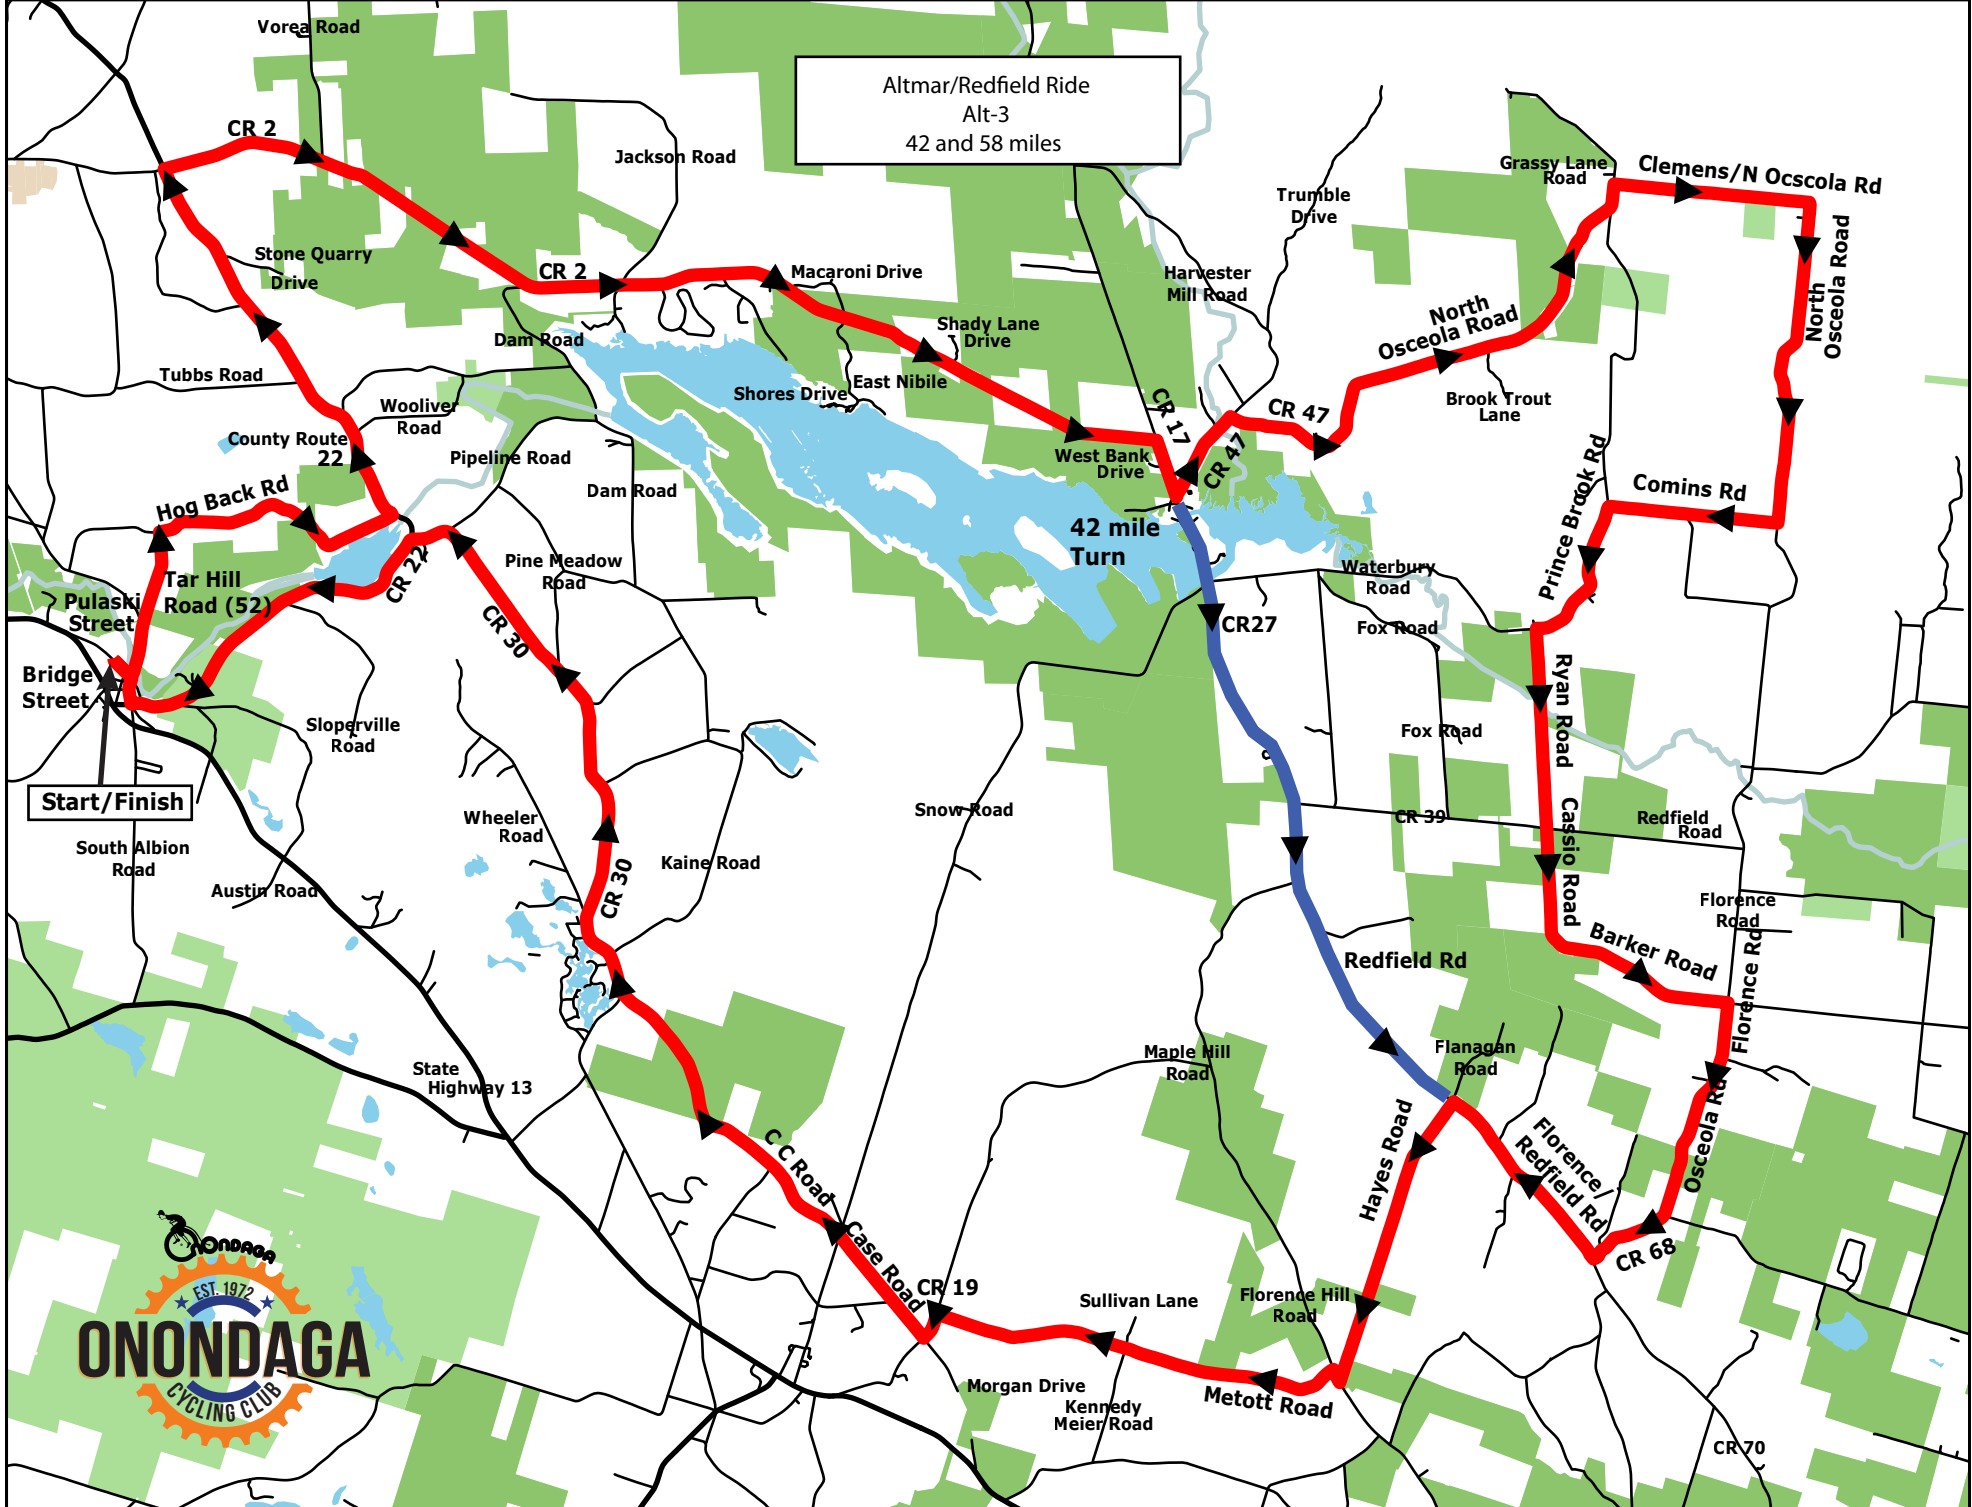 Vorea Road
Altmar/Redfield Ride
Alt-3
42 and 58 miles
CR 2
Jackson Road
Grassy Lane
Road
Clemens/N Ocscola Rd
Trumble
Drive
North
Osceola Road
Stone Quarry
Drive
CR 2
Macaroni Drive
Harvester
Mill Road
North
Osceola Road
Dam Road
Shady Lane
Drive
Tubbs Road
East Nibile
Shores Drive
Wooliver
Road
CR 17
CR 47
Brook Trout
Lane
County Route
22
Pipeline Road
West Bank
Drive
CR 47
Prince Brook Rd
Comins Rd
Hog Back Rd
Dam Road
42 mile
Turn
Pine Meadow
Road
CR 22
Waterbury
Road
Tar Hill
Road (52)
Pulaski
Street
CR 30
CR27
Fox Road
Bridge
Street
Ryan Road
Sloperville
Road
Fox Road
Start/Finish
Snow Road
CR 39
Cassio Road
Redfield
Road
Wheeler
Road
South Albion
Road
Kaine Road
Austin Road
CR 30
Florence
Road
Barker Road
Redfield Rd
Florence Rd
State
Highway 13
Maple Hill
Road
Flanagan
Road
Osceola Rd
C C Road
Hayes Road
Florence/
Redfield Rd
Case Road
CR 68
CR 19
Sullivan Lane
Florence Hill
Road
Morgan Drive
Kennedy
Meier Road
Metott Road
CR 70
ONONDAGA
EST. 1972
ONONDAGA
CYCLING CLUB